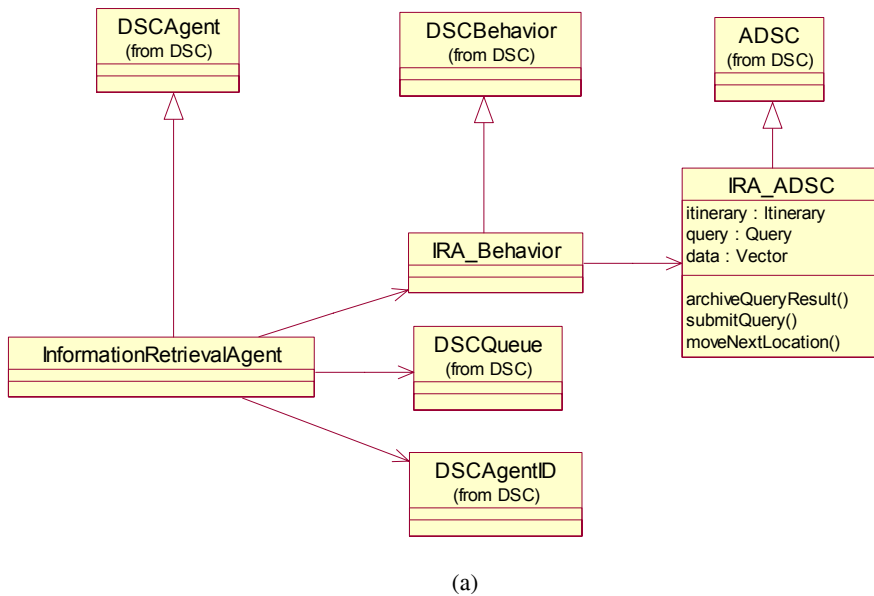 DSCAgent
(from DSC)
DSCBehavior
(from DSC)
ADSC
(from DSC)
IRA_ADSC
itinerary : Itinerary
query : Query
data : Vector
archiveQueryResult()
submitQuery()
moveNextLocation()
IRA_Behavior
InformationRetrievalAgent
DSCQueue
(from DSC)
DSCAgentID
(from DSC)
(a)